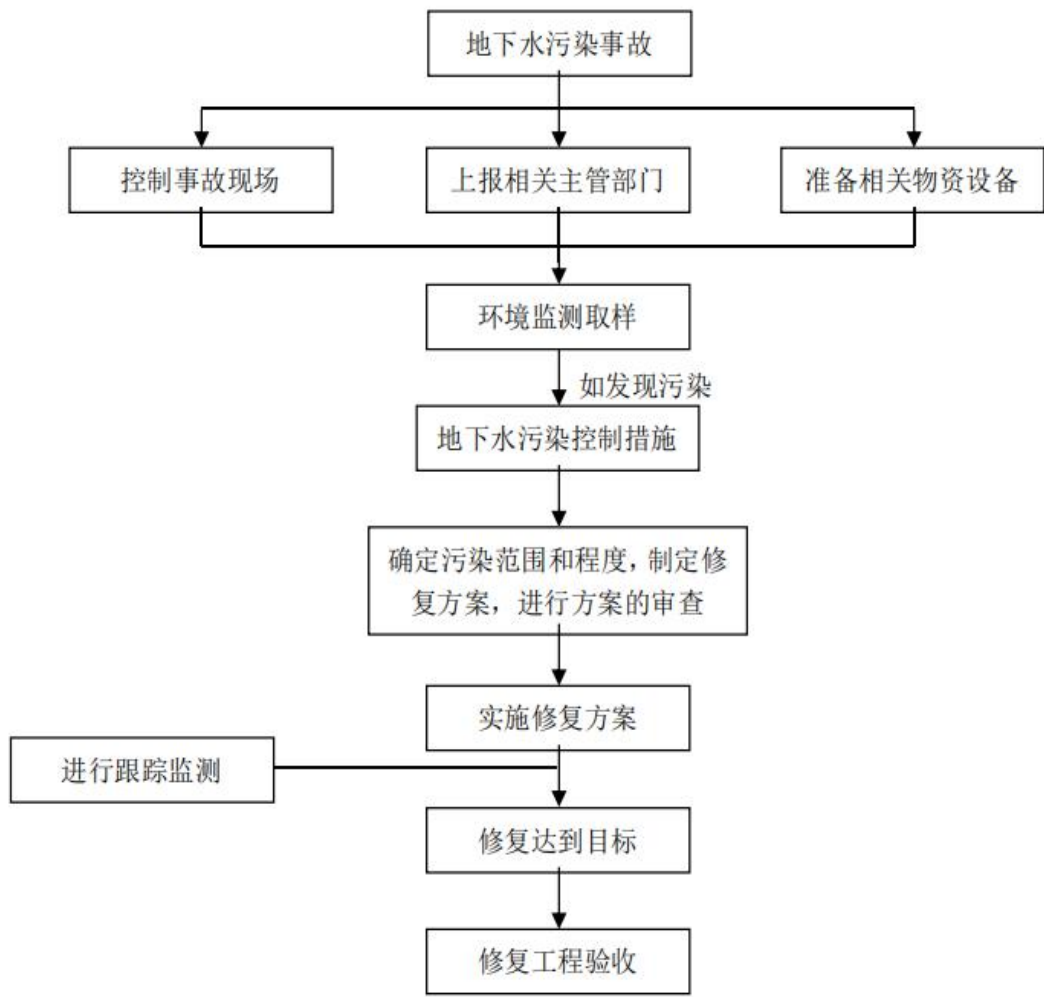 地下水污染事故
控制事故现场
上报相关主管部门
准备相关物资设备
环境监测取样
如发现污染
地下水污染控制措施
确定污染范围和程度，制定修
复方案，进行方案的审查
实施修复方案
进行跟踪监测
修复达到目标
修复工程验收